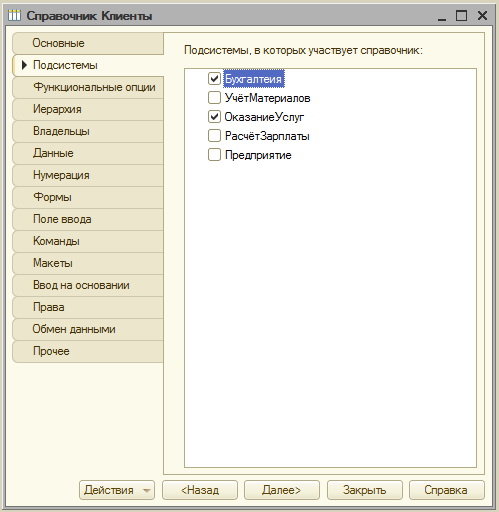 Справочник Клиенты
Основные
Подсистемы
Функциональные опции
Иерархия
Владельцы
Данные
Нумерация
Формы
Поле ввода
Команды
Макеты
Ввод на основании
Права
Обмен данными
Прочее
Подсистемы, в которых участвует справочник:
Бухгалтеия
УчётМатериалов
ОказаниеУслуг
РасчётЗарплаты
Предприятие
Действия <Назад Далее> Закрыть Справка